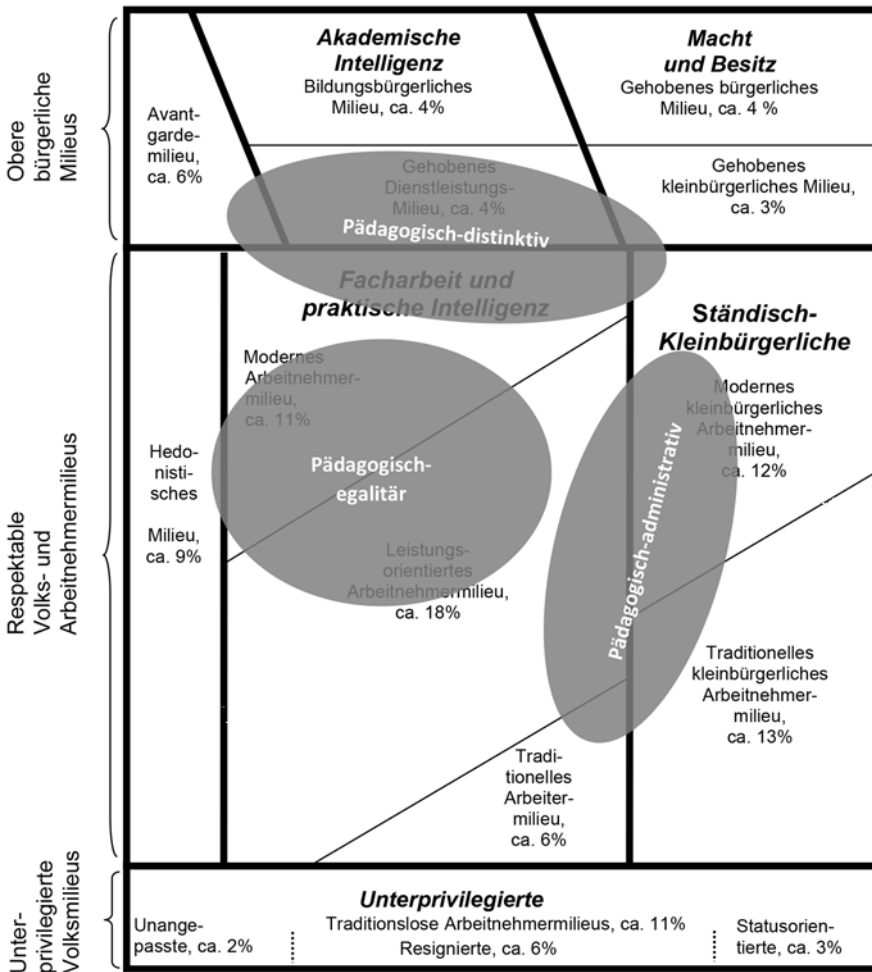 Obere
bürgerliche
Milieus
Avant-
garde-
milieu,
ca. 6%
Akademische
Intelligenz
Bildungsbürgerliches
Milieu, ca. 4%
Macht
und Besitz
Gehobenes bürgerliches
Milieu, ca. 4 %
Gehobenes
Dienstleistungs-
Milieu, ca. 4%
Gehobenes
kleinbürgerliches Milieu,
ca. 3%
Pädagogisch-distinktiv
Respektable
Volks- und
Arbeitnehmermilieus
Facharbeit und
praktische Intelligenz
Ständisch-
Kleinbürgerliche
Modernes
Arbeitnehmer-
milieu,
ca. 11%
Modernes
kleinbürgerliches
Arbeitnehmer-
milieu,
ca. 12%
Hedo-
nisti-
sches
Milieu,
ca. 9%
Pädagogisch-
egalitär
Pädagogisch-administrativ
Leistungs-
orientiertes
Arbeitnehmermilieu,
ca. 18%
Traditionelles
kleinbürgerliches
Arbeitnehmer-
milieu,
ca. 13%
Tradi-
tionelles
Arbeiter-
milieu,
ca. 6%
Unter-
privilegierte
Volksmilieus
Unterprivilegierte
Traditionslose Arbeitnehmermilieus, ca. 11%
Unange-
passte, ca. 2%
Resignierte, ca. 6%
Statusorien-
tierte, ca. 3%